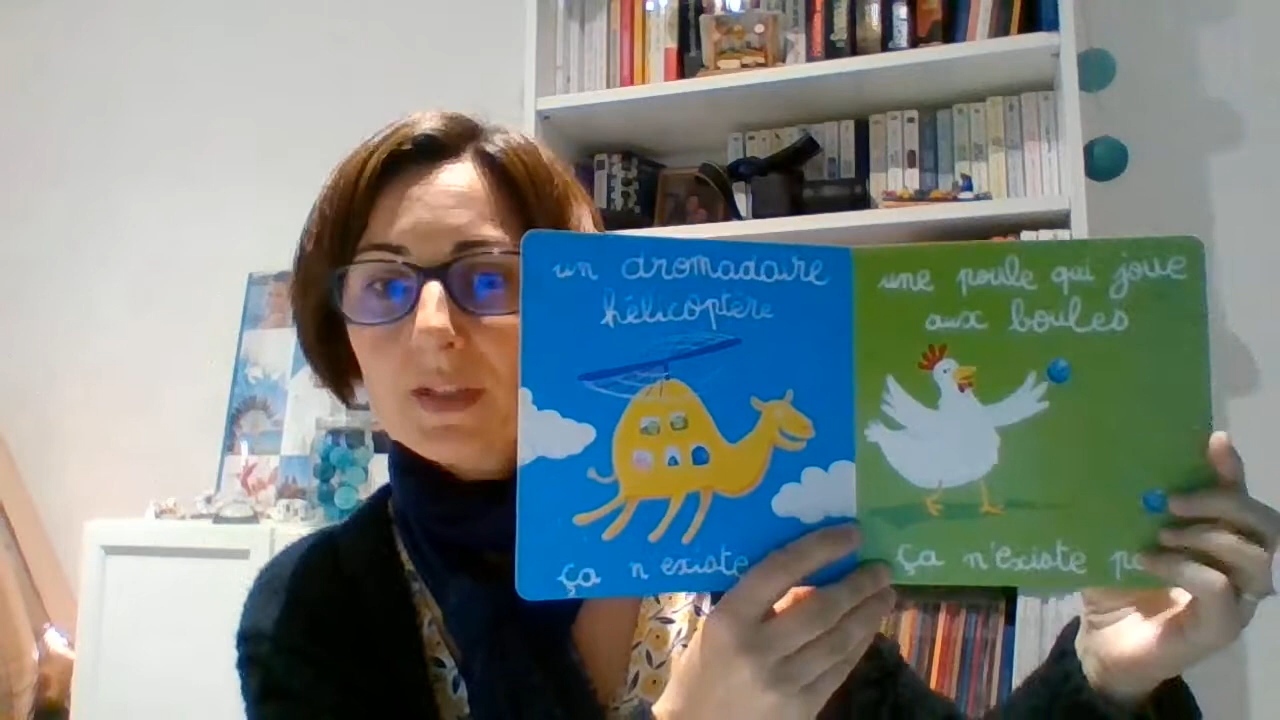 un dromadaire
hélicoptère
ça n existe
une poule qui joue
aux boules
ça n'existe